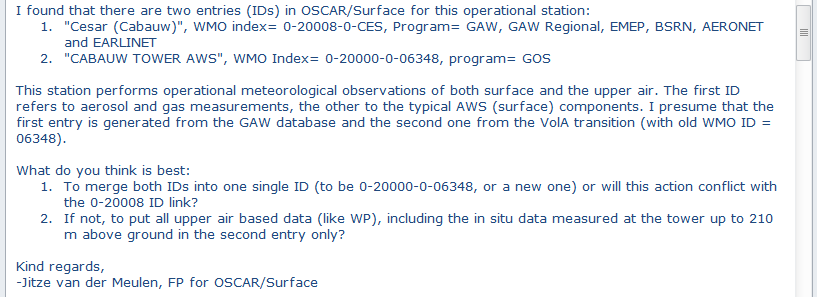 I found that there are two entries (IDs) in OSCAR/Surface for this operational station:
1. "Cesar (Cabauw)", WMO index= 0-20008-0-CES, Program= GAW, GAW Regional, EMEP, BSRN, AERONET
and EARLINET
2. "CABAUW TOWER AWS", WMO Index= 0-20000-0-06348, program= GOS
This station performs operational meteorological observations of both surface and the upper air. The first ID
refers to aerosol and gas measurements, the other to the typical AWS (surface) components. I presume that the
first entry is generated from the GAW database and the second one from the VolA transition (with old WMO ID =
06348).
What do you think is best:
1. To merge both IDs into one single ID (to be 0-20000-0-06348, or a new one) or will this action conflict with
the 0-20008 ID link?
2. If not, to put all upper air based data (like WP), including the in situ data measured at the tower up to 210
m above ground in the second entry only?
Kind regards,
-Jitze van der Meulen, FP for OSCAR/Surface